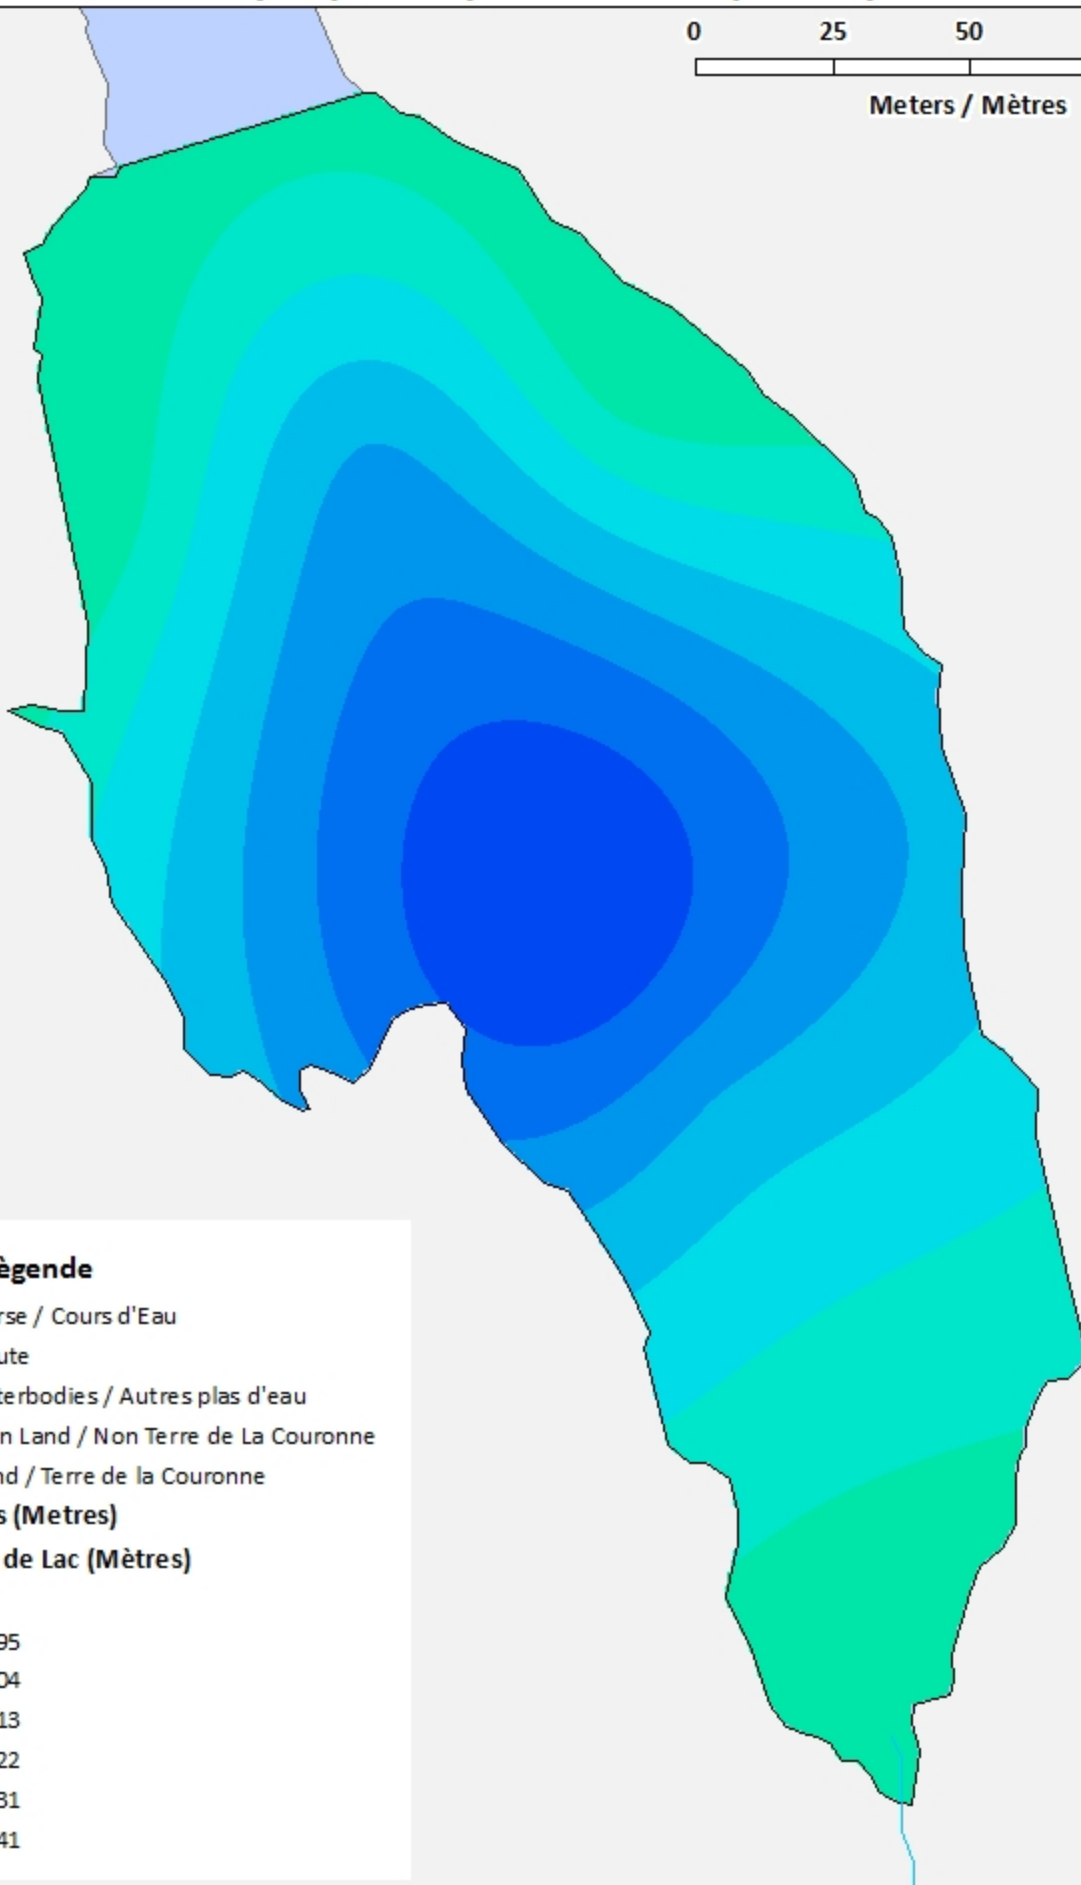 0 25 50
Meters / Mètres
ègende
rse / Cours d'Eau
ute
terbodies / Autres plas d'eau
n Land / Non Terre de La Couronne
nd / Terre de la Couronne
s (Metres)
de Lac (Mètres)
95
04
13
22
31
41